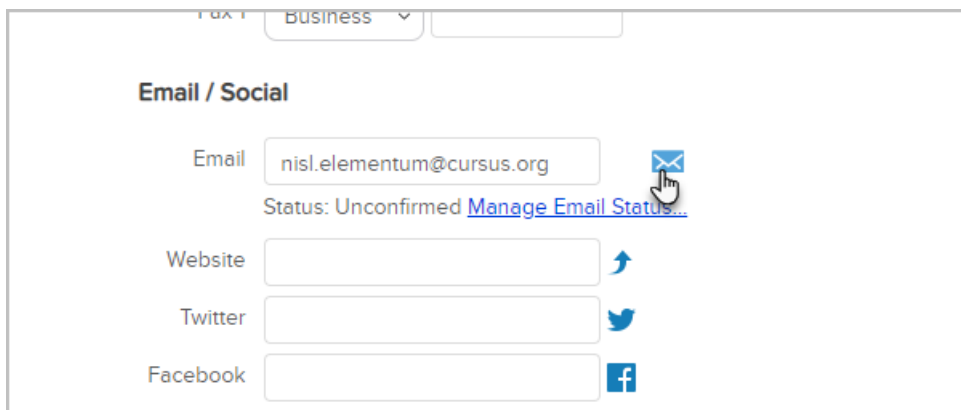 Business
Email / Social
Email nisl.elementum@cursus.org
Status: Unconfirmed Manage Email Status...
Website
Twitter
Facebook